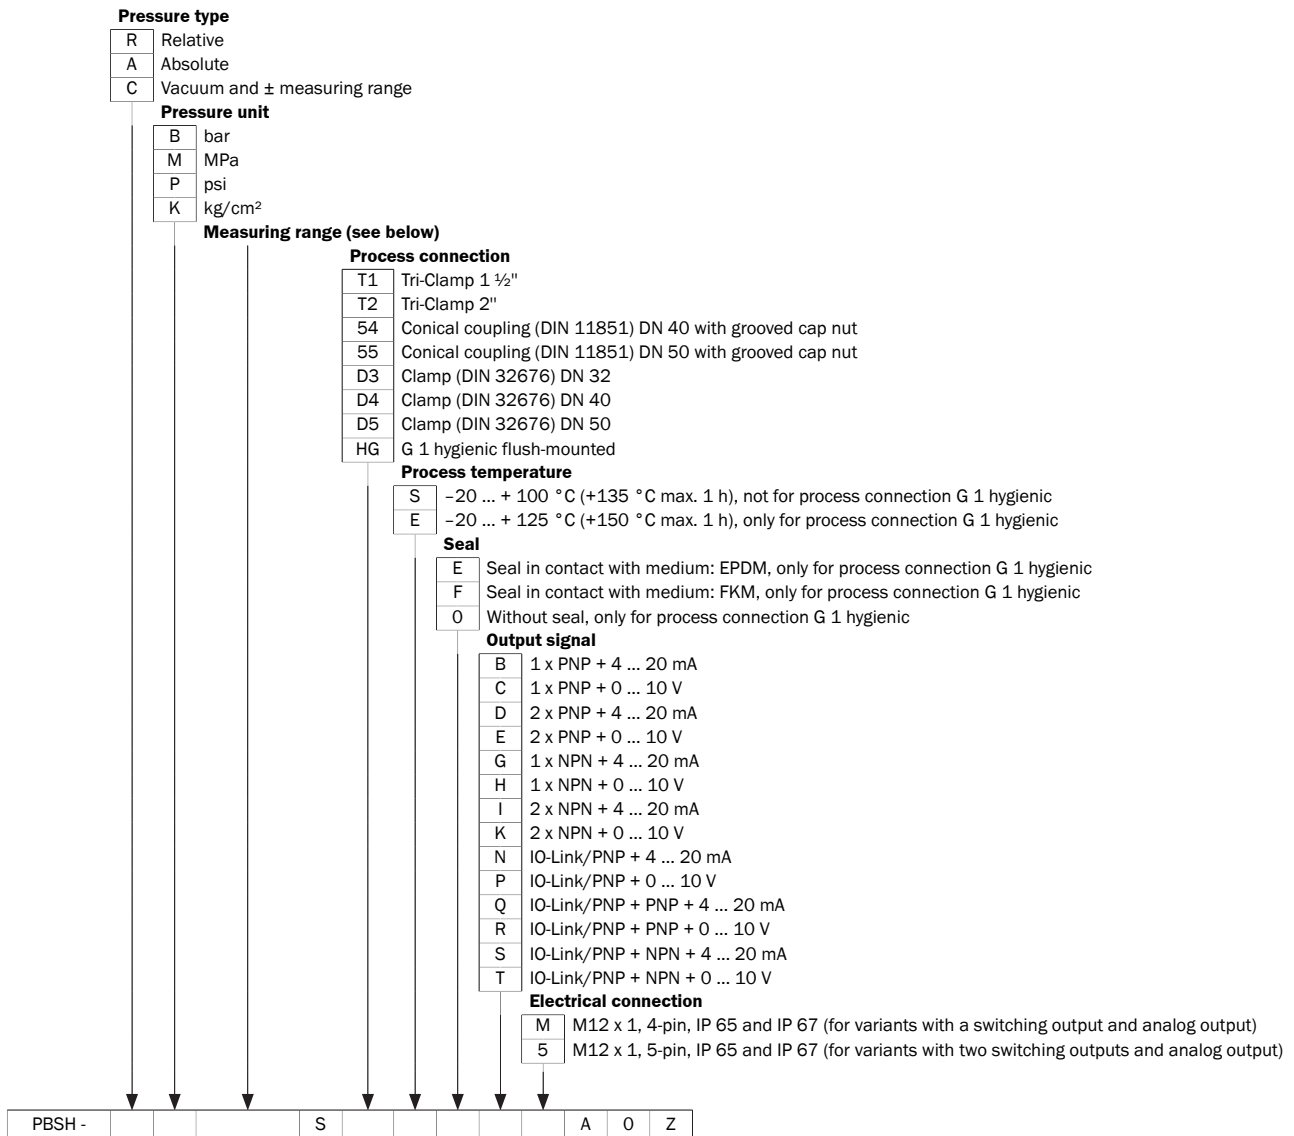 Pressure type
R Relative
A Absolute
C Vacuum and ± measuring range
Pressure unit
B bar
M MPa
P psi
K kg/cm²
Measuring range (see below)
Process connection
T1 Tri-Clamp 1 ½"
T2 Tri-Clamp 2"
54 Conical coupling (DIN 11851) DN 40 with grooved cap nut
55 Conical coupling (DIN 11851) DN 50 with grooved cap nut
D3 Clamp (DIN 32676) DN 32
D4 Clamp (DIN 32676) DN 40
D5 Clamp (DIN 32676) DN 50
HG G 1 hygienic flush-mounted
Process temperature
S –20 ... + 100 °C (+135 °C max. 1 h), not for process connection G 1 hygienic
E –20 ... + 125 °C (+150 °C max. 1 h), only for process connection G 1 hygienic
Seal
E Seal in contact with medium: EPDM, only for process connection G 1 hygienic
F Seal in contact with medium: FKM, only for process connection G 1 hygienic
0 Without seal, only for process connection G 1 hygienic
Output signal
B 1 x PNP + 4 ... 20 mA
C 1 x PNP + 0 ... 10 V
D 2 x PNP + 4 ... 20 mA
E 2 x PNP + 0 ... 10 V
G 1 x NPN + 4 ... 20 mA
H 1 x NPN + 0 ... 10 V
I 2 x NPN + 4 ... 20 mA
K 2 x NPN + 0 ... 10 V
N IO-Link/PNP + 4 ... 20 mA
P IO-Link/PNP + 0 ... 10 V
Q IO-Link/PNP + PNP + 4 ... 20 mA
R IO-Link/PNP + PNP + 0 ... 10 V
S IO-Link/PNP + NPN + 4 ... 20 mA
T IO-Link/PNP + NPN + 0 ... 10 V
Electrical connection
M M12 x 1, 4-pin, IP 65 and IP 67 (for variants with a switching output and analog output)
5 M12 x 1, 5-pin, IP 65 and IP 67 (for variants with two switching outputs and analog output)
PBSH - S A 0 Z